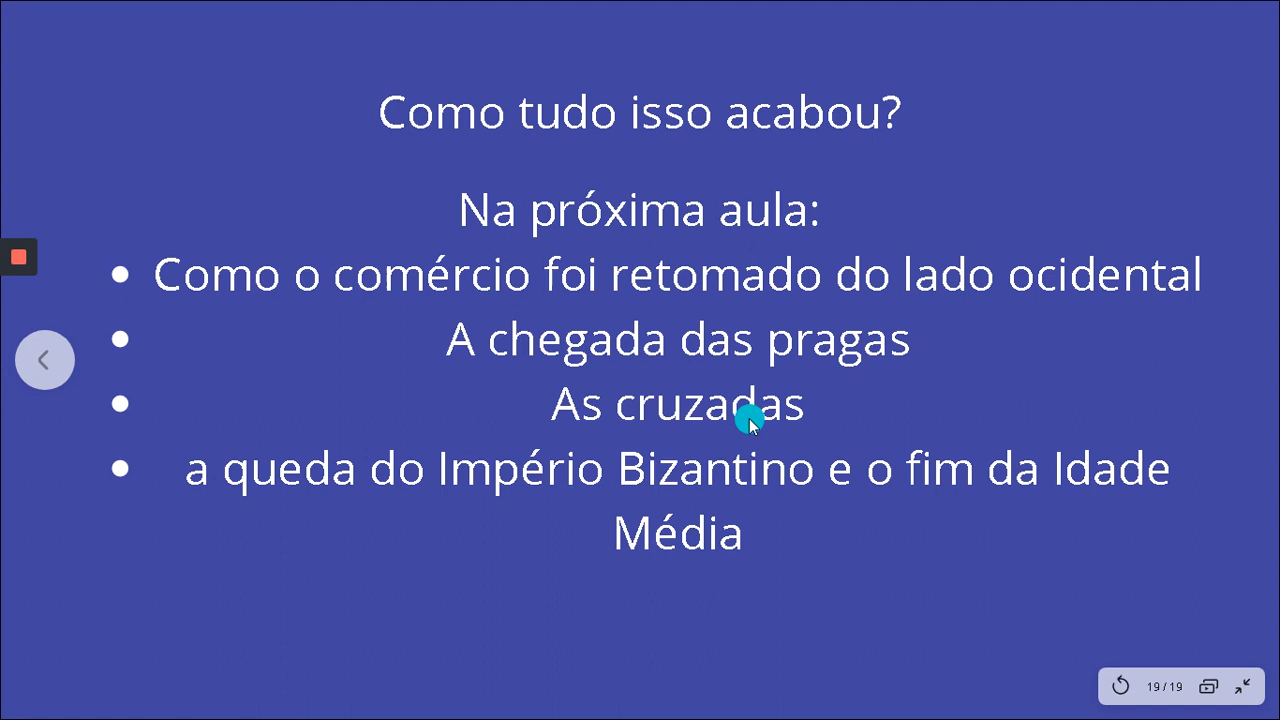 Como tudo isso acabou?
Na próxima aula:
Como o comércio foi retomado do lado ocidental
A chegada das pragas
As cruzadas
a queda do Império Bizantino e o fim da Idade
Média
19/19